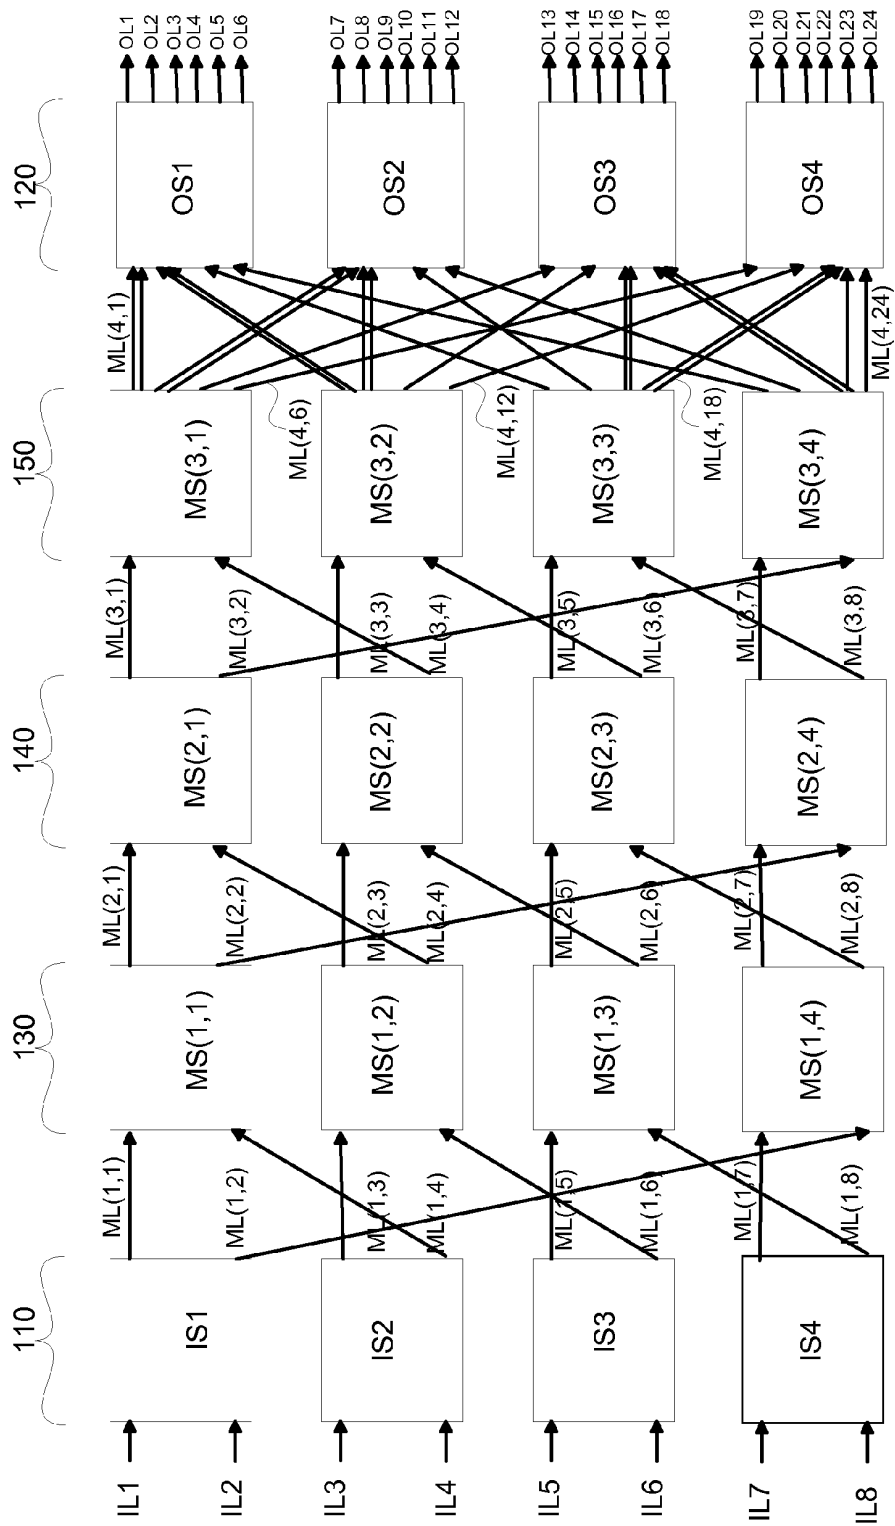 110
130
140
150
120
IL1
IL2
IL3
IL4
IL5
IL6
IL7
IL8
IS1
IS2
IS3
IS4
ML(1,1)
ML(1,2)
ML(1,3)
ML(1,4)
ML(1,5)
ML(1,6)
ML(1,7)
ML(1,8)
MS(1,1)
MS(1,2)
MS(1,3)
MS(1,4)
ML(2,1)
ML(2,2)
ML(2,3)
ML(2,4)
ML(2,5)
ML(2,6)
ML(2,7)
ML(2,8)
MS(2,1)
MS(2,2)
MS(2,3)
MS(2,4)
ML(3,1)
ML(3,2)
ML(3,3)
ML(3,4)
ML(3,5)
ML(3,6)
ML(3,7)
ML(3,8)
MS(3,1)
MS(3,2)
MS(3,3)
MS(3,4)
ML(4,1)
ML(4,6)
ML(4,12)
ML(4,18)
ML(4,24)
OS1
OS2
OS3
OS4
OL1
OL2
OL3
OL4
OL5
OL6
OL7
OL8
OL9
OL10
OL11
OL12
OL13
OL14
OL15
OL16
OL17
OL18
OL19
OL20
OL21
OL22
OL23
OL24